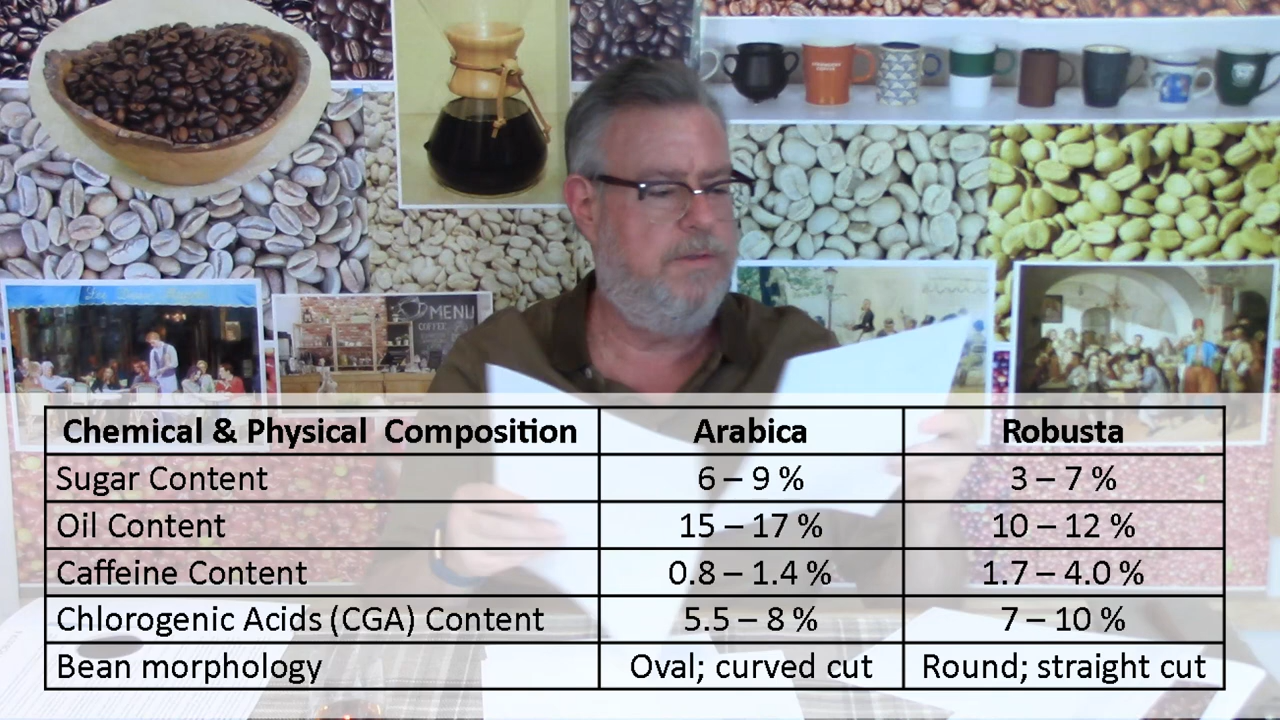 MENU
COFFEE
Chemical & Physical Composition Arabica Robusta
Sugar Content 6 – 9 % 3 – 7 %
Oil Content 15 – 17 % 10 – 12 %
Caffeine Content 0.8 – 1.4 % 1.7 – 4.0 %
Chlorogenic Acids (CGA) Content 5.5 – 8 % 7 – 10 %
Bean morphology Oval; curved cut Round; straight cut